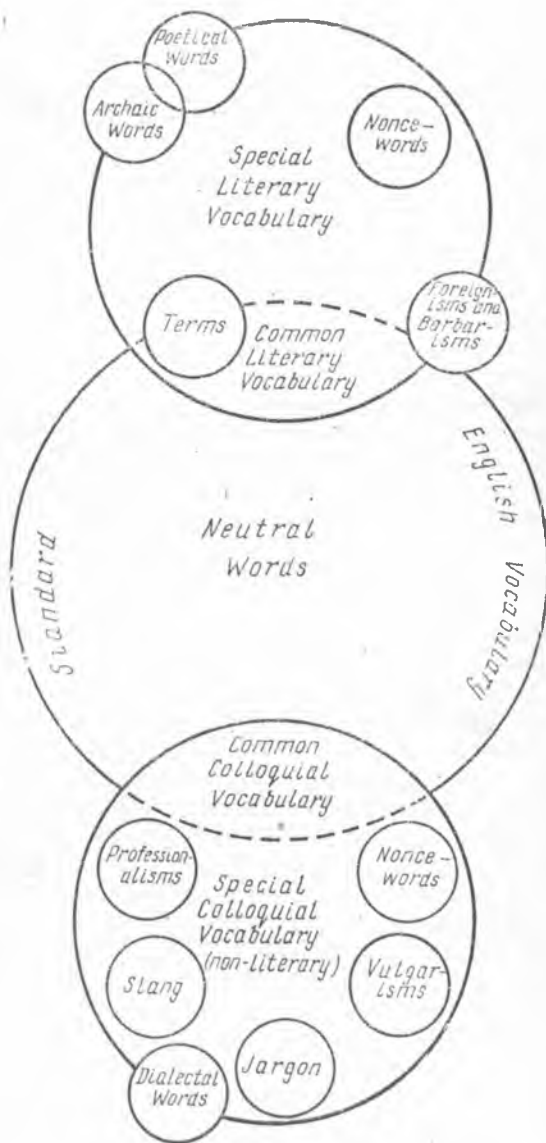 Poetical
Words
Archaic
Words
Nonce-
words
Special
Literary
Vocabulary
Foreign-
isms and
Barbar-
isms
Terms
Common
Literary
Vocabulary
Neutral
Words
Standard
English Vocabulary
Common
Colloquial
Vocabulary
Profession-
alisms
Nonce-
words
Special
Colloquial
Vocabulary
(non-literary)
Slang
Vulgar-
isms
Jargon
Dialectal
Words